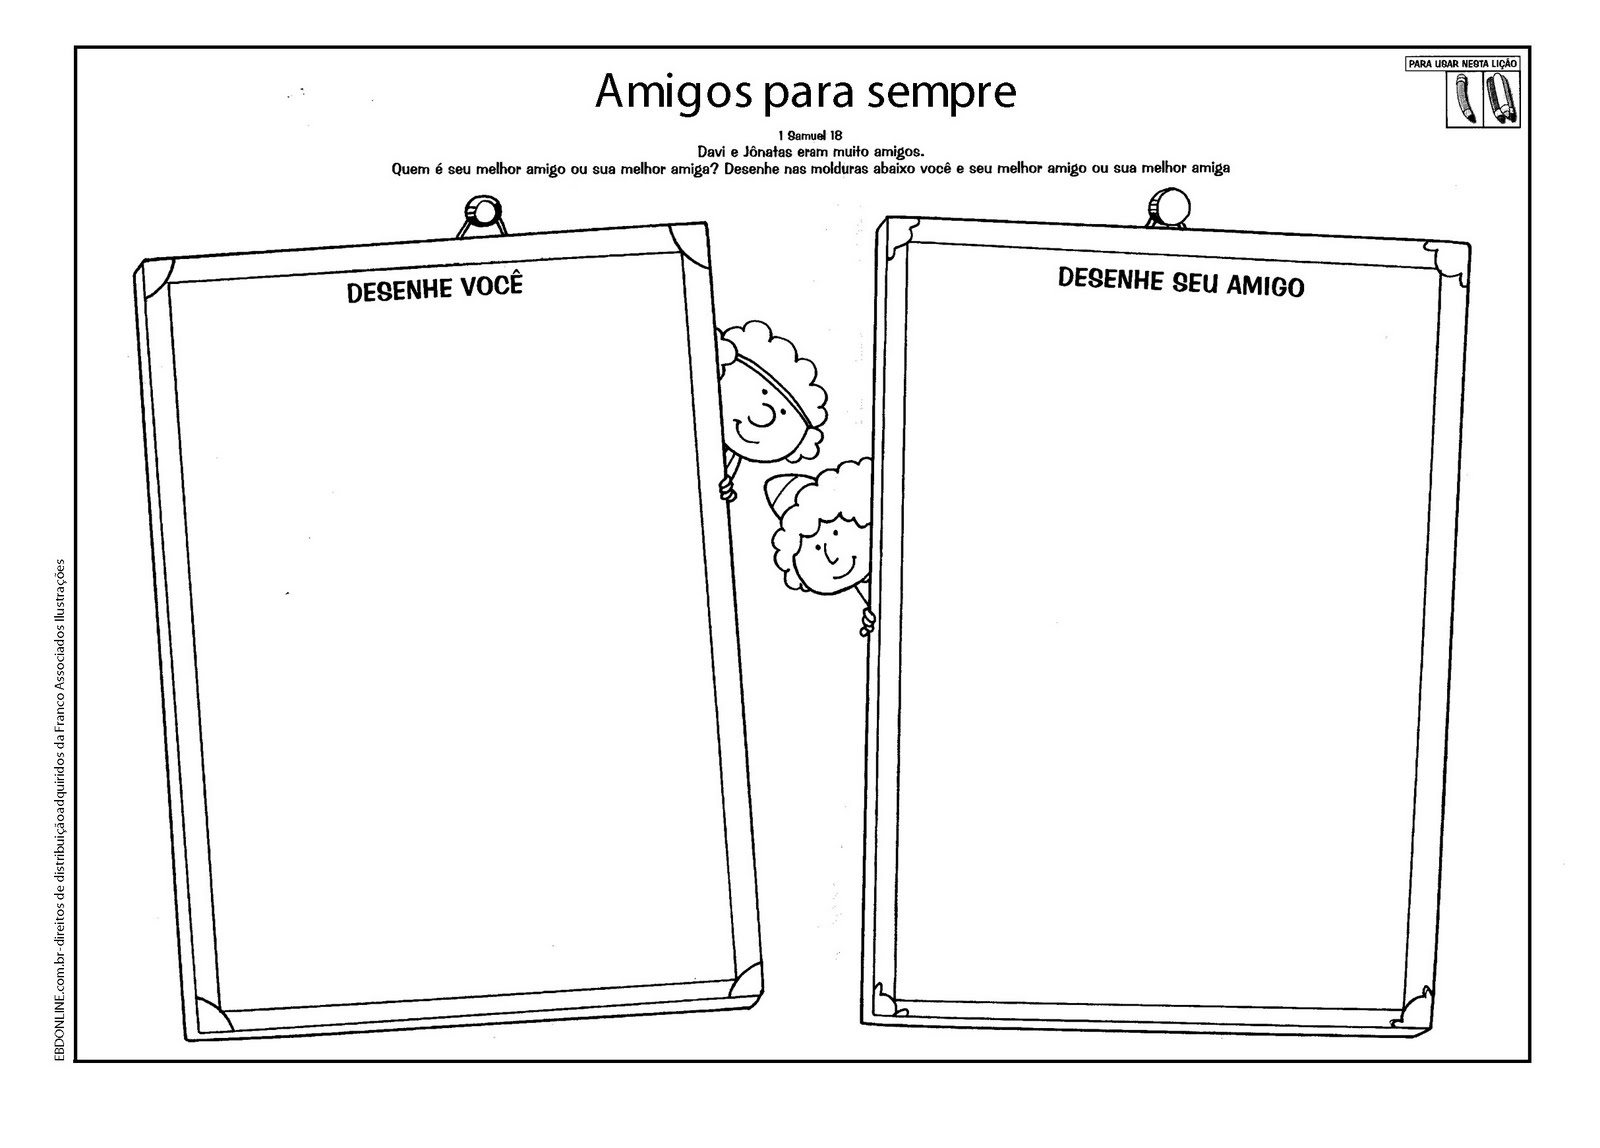 PARA USAR NESTA LIÇÃO
Amigos para sempre
1 Samuel 18
Davi e Jônatas eram muito amigos.
Quem é seu melhor amigo ou sua melhor amiga? Desenhe nas molduras abaixo você e seu melhor amigo ou sua melhor amiga
DESENHE VOCÊ
DESENHE SEU AMIGO
EBDONLINE.com.br-direitos de distribuiçãoadquiridos da Franco Associados Ilustrações